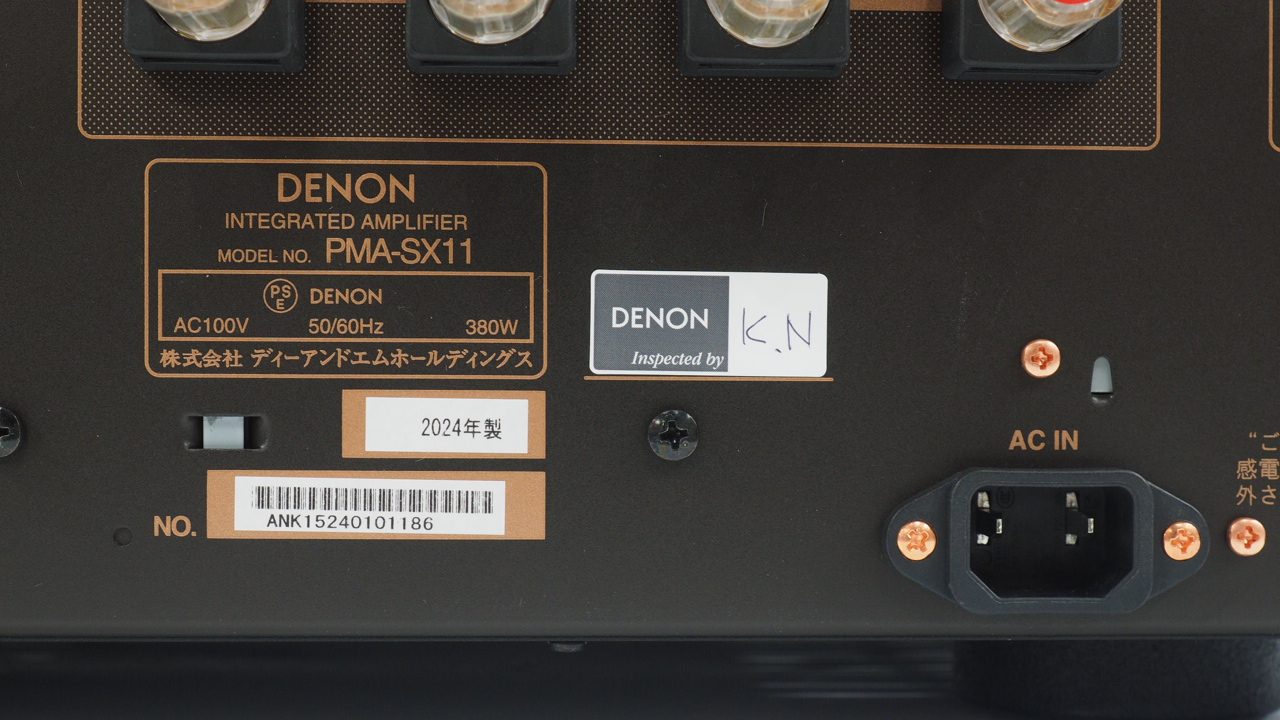 DENON
INTEGRATED AMPLIFIER
MODEL NO. PMA-SX11
PS
E
DENON
AC100V 50/60Hz 380W
株式会社 ディーアンドエムホールディングス
DENON
Inspected by
K.N
2024年製
NO.
ANK15240101186
AC IN
“ご
感電
外さ